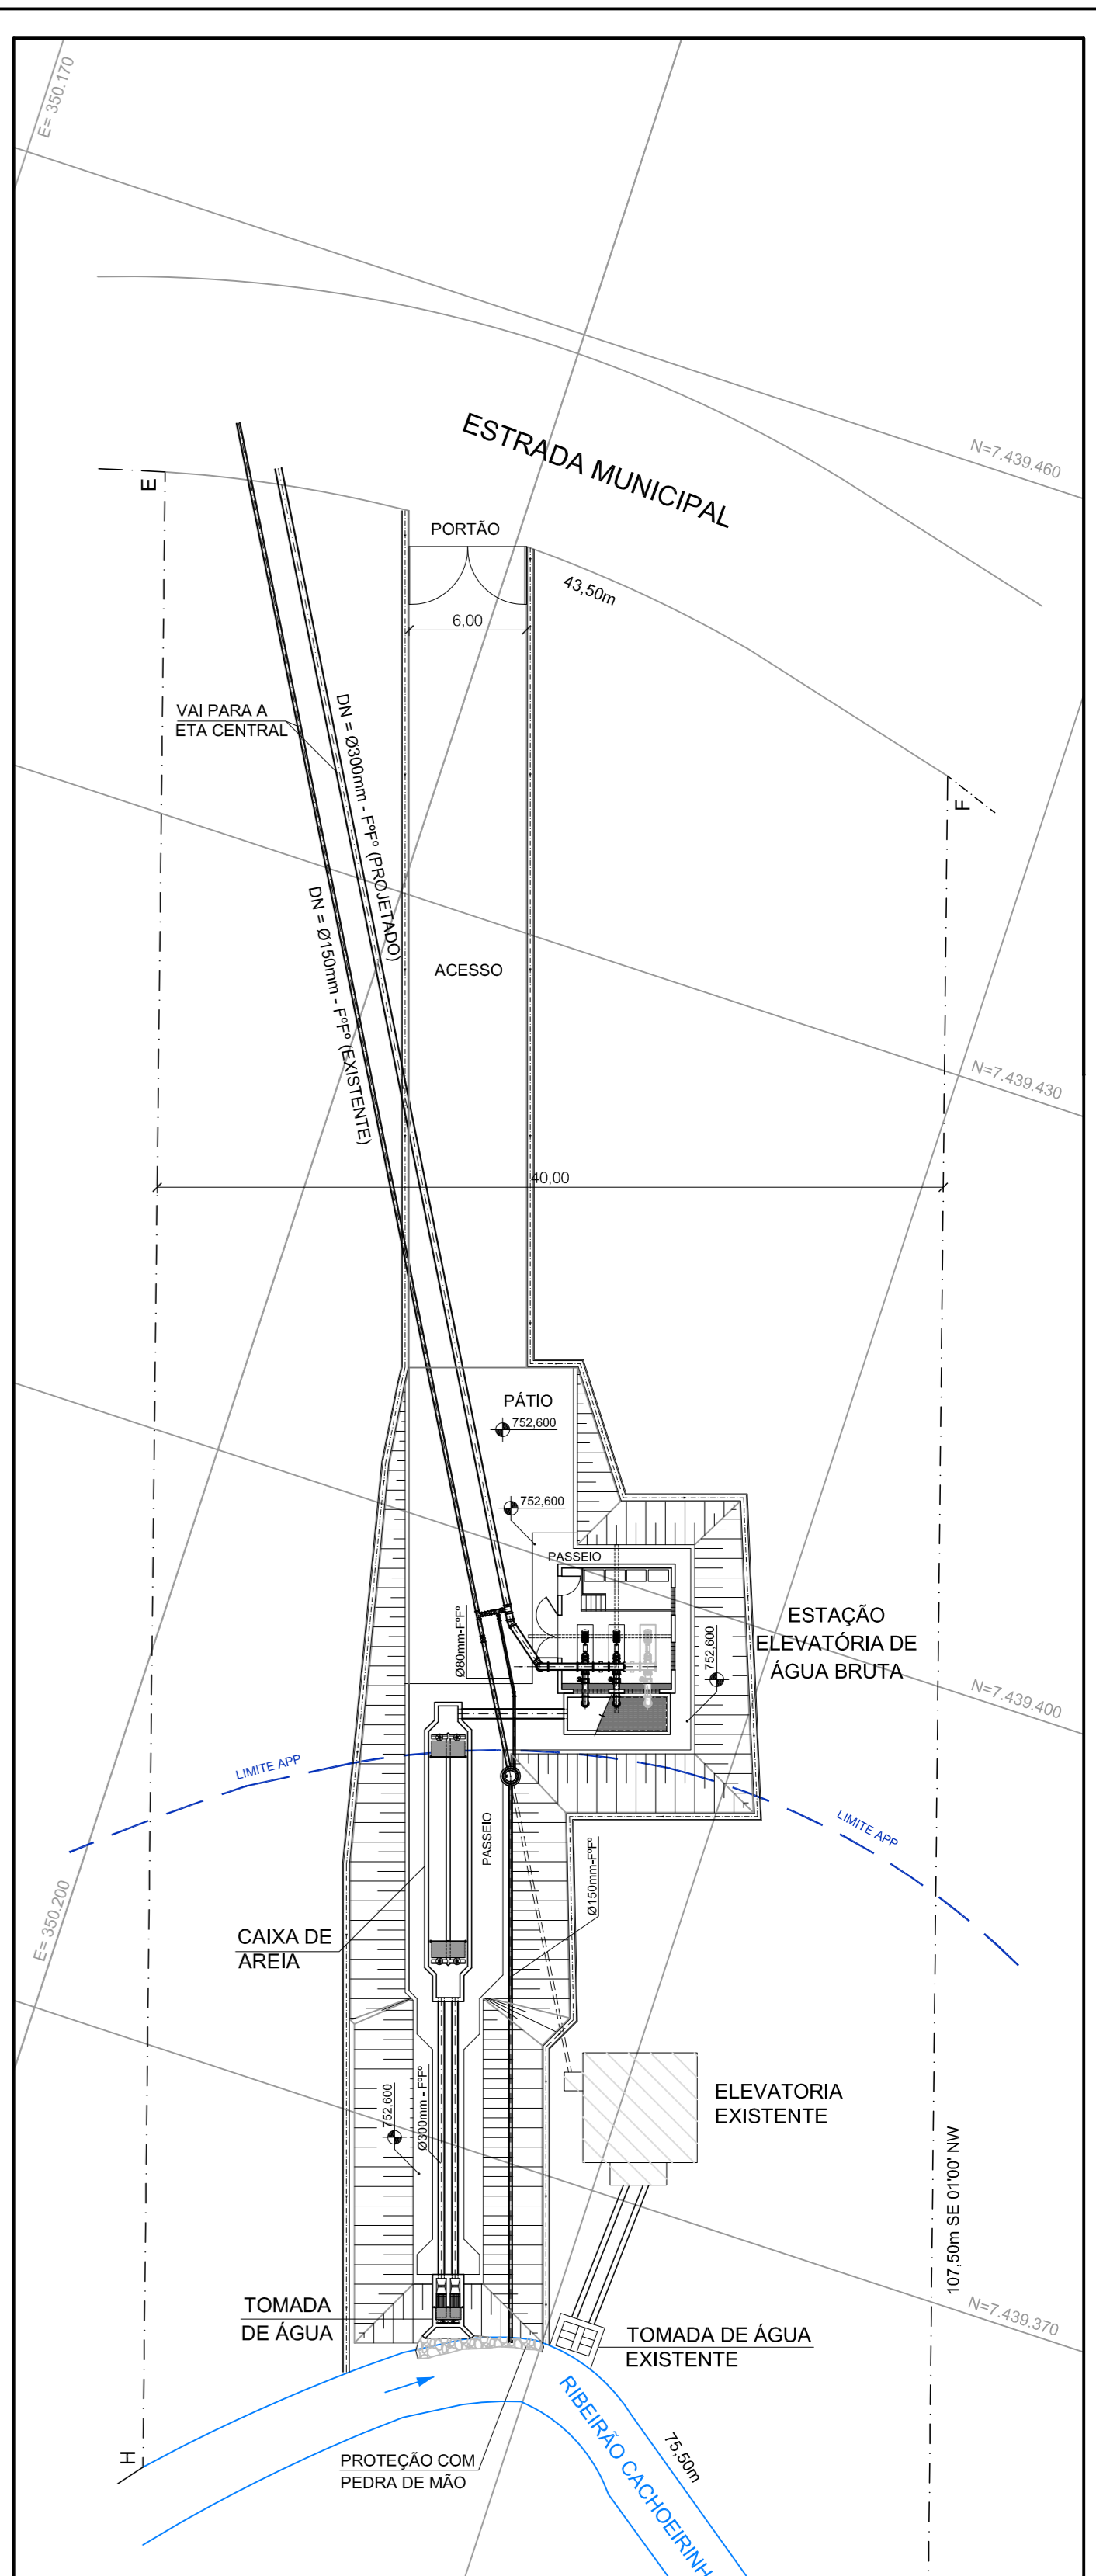 E= 350.170
ESTRADA MUNICIPAL
N=7.439.460
E
PORTÃO
43,50m
6,00
VAI PARA A
ETA CENTRAL
DN = Ø300mm - FºFº (PROJETADO)
F
DN = Ø150mm - FºFº (EXISTENTE)
ACESSO
N=7.439.430
40,00
PÁTIO
752,600
752,600
PASSEIO
Ø80mm-FºFº
752,600
ESTAÇÃO
ELEVATÓRIA DE
ÁGUA BRUTA
N=7.439.400
LIMITE APP
LIMITE APP
PASSEIO
Ø150mm-FºFº
E= 350.200
CAIXA DE
AREIA
752,600
Ø300mm - FºFº
ELEVATORIA
EXISTENTE
107,50m SE 01'00' NW
TOMADA
DE ÁGUA
N=7.439.370
TOMADA DE ÁGUA
EXISTENTE
H
PROTEÇÃO COM
PEDRA DE MÃO
75,50m
RIBEIRÃO CACHOEIRINH